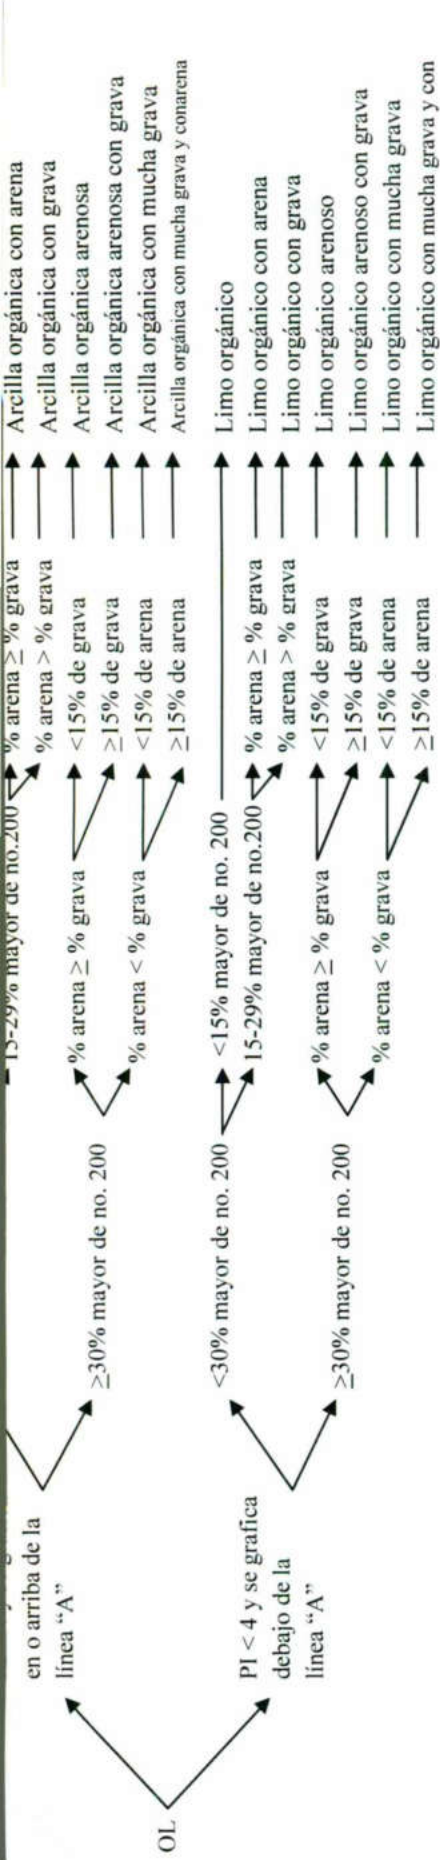 OL
en o arriba de la
línea “A”
PI < 4 y se grafica
debajo de la
línea “A”
≥30% mayor de no. 200
<30% mayor de no. 200
≥30% mayor de no. 200
15-29% mayor de no.200
% arena ≥ % grava
% arena < % grava
<15% mayor de no. 200
15-29% mayor de no.200
% arena ≥ % grava
% arena < % grava
% arena ≥ % grava
% arena > % grava
<15% de grava
≥15% de grava
<15% de arena
≥15% de arena
% arena ≥ % grava
% arena > % grava
<15% de grava
≥15% de grava
<15% de arena
≥15% de arena
Arcilla orgánica con arena
Arcilla orgánica con grava
Arcilla orgánica arenosa
Arcilla orgánica arenosa con grava
Arcilla orgánica con mucha grava
Arcilla orgánica con mucha grava y conarena
Limo orgánico
Limo orgánico con arena
Limo orgánico con grava
Limo orgánico arenoso
Limo orgánico arenoso con grava
Limo orgánico con mucha grava
Limo orgánico con mucha grava y con